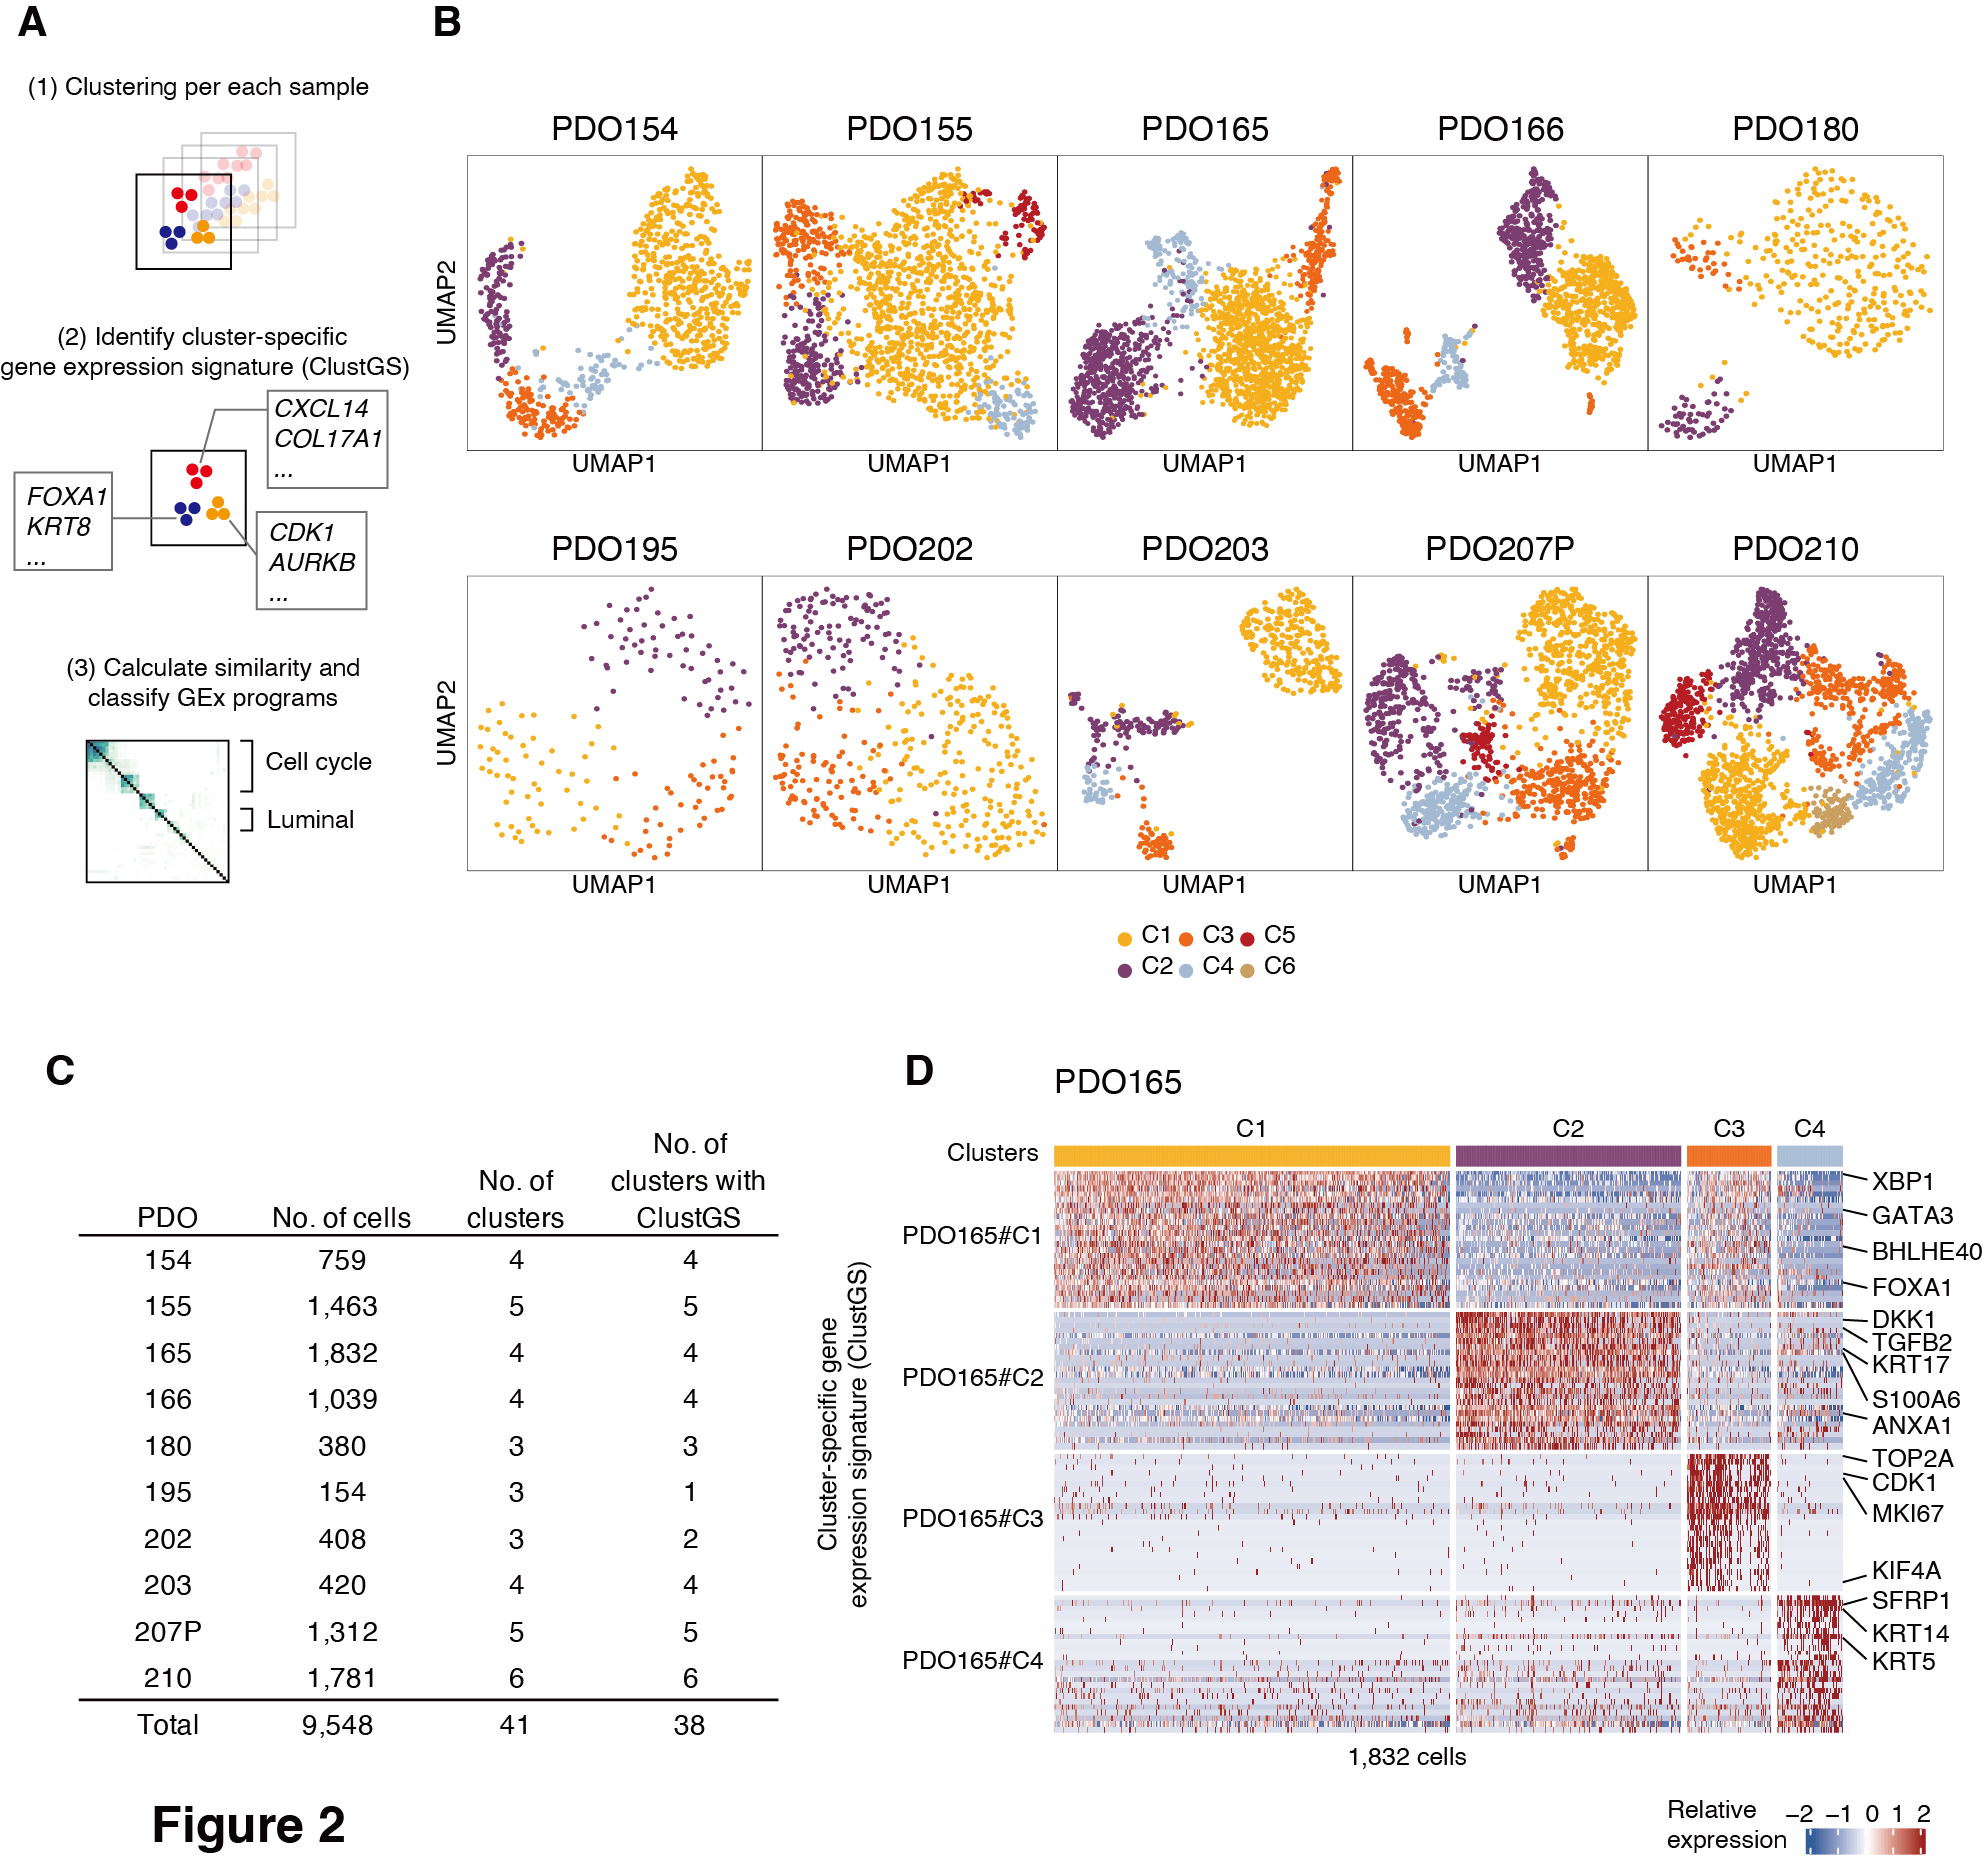 A
(1) Clustering per each sample
(2) Identify cluster-specific
gene expression signature (ClustGS)
CXCL14
COL17A1
...
FOXA1
KRT8
...
CDK1
AURKB
...
(3) Calculate similarity and
classify GEx programs
Cell cycle
Luminal
B
PDO154 PDO155 PDO165 PDO166 PDO180
UMAP2
UMAP1 UMAP1 UMAP1 UMAP1 UMAP1
PDO195 PDO202 PDO203 PDO207P PDO210
UMAP2
UMAP1 UMAP1 UMAP1 UMAP1 UMAP1
C1 C3 C5
C2 C4 C6
C
No. of
No. of clusters with
PDO No. of cells clusters ClustGS
154 759 4 4
155 1,463 5 5
165 1,832 4 4
166 1,039 4 4
180 380 3 3
195 154 3 1
202 408 3 2
203 420 4 4
207P 1,312 5 5
210 1,781 6 6
Total 9,548 41 38
D
PDO165
C1 C2 C3 C4
Clusters
Cluster-specific gene
expression signature (ClustGS)
PDO165#C1
PDO165#C2
PDO165#C3
PDO165#C4
XBP1
GATA3
BHLHE40
FOXA1
DKK1
TGFB2
KRT17
S100A6
ANXA1
TOP2A
CDK1
MKI67
KIF4A
SFRP1
KRT14
KRT5
1,832 cells
Relative
expression
−2 −1 0 1 2
Figure 2